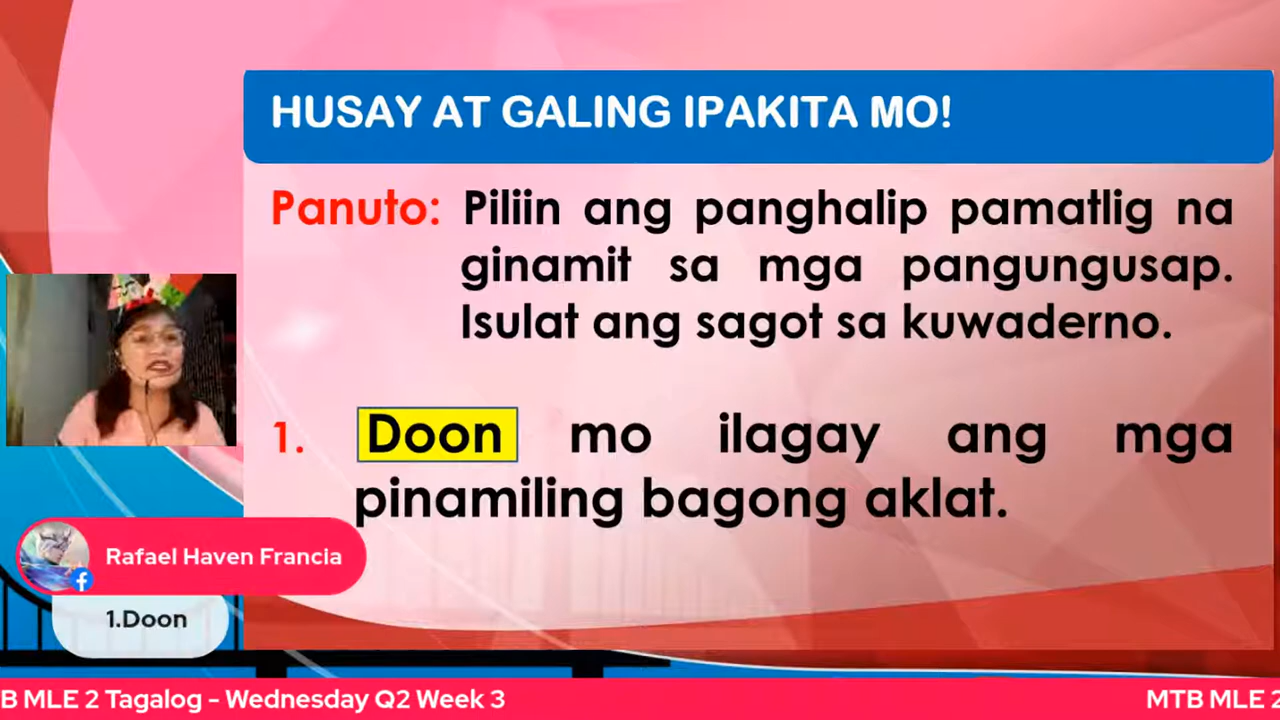 HUSAY AT GALING IPAKITA MO!
Panuto: Piliin ang panghalip pamatlig na
ginamit sa mga pangungusap.
Isulat ang sagot sa kuwaderno.
1. Doon mo ilagay ang mga
pinamiling bagong aklat.
Rafael Haven Francia
1.Doon
B MLE 2 Tagalog - Wednesday Q2 Week 3
MTB MLE 2